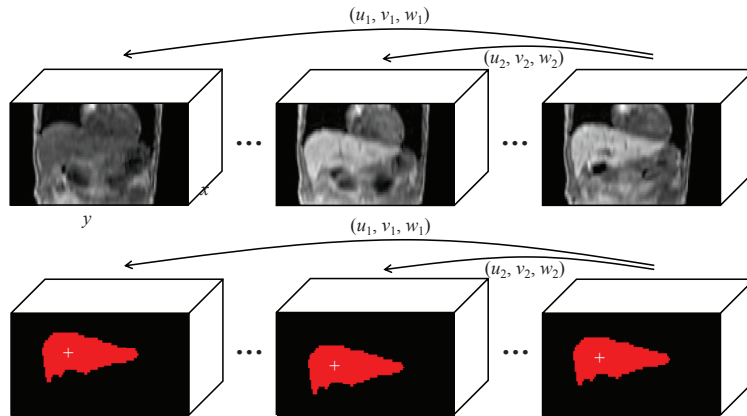 (u₁, v₁, w₁)
(u₂, v₂, w₂)
... ...
x
y
(u₁, v₁, w₁)
(u₂, v₂, w₂)
... ...